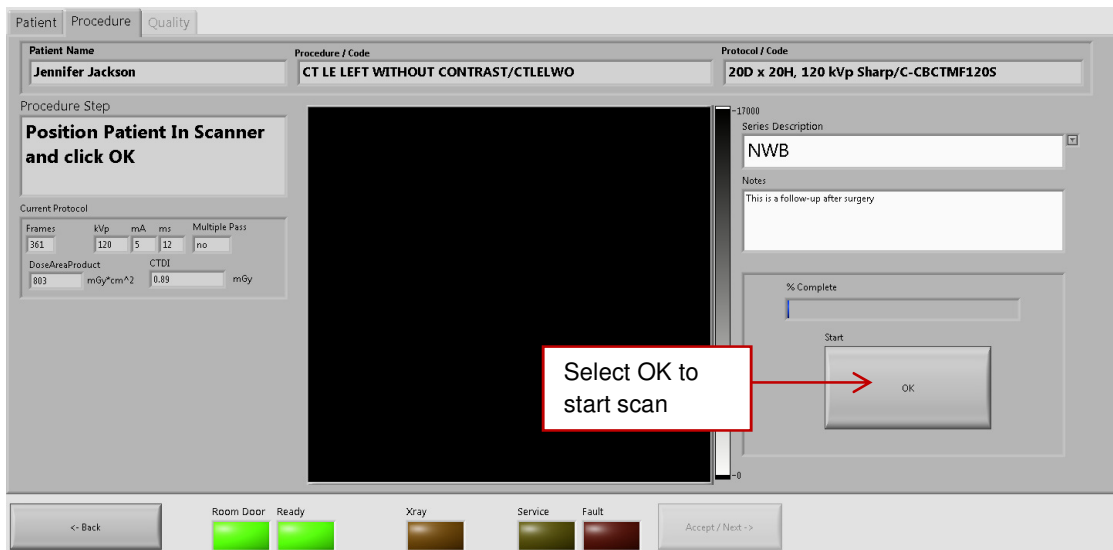 Patient Procedure Quality
Patient Name Procedure / Code Protocol / Code
Jennifer Jackson CT LE LEFT WITHOUT CONTRAST/CTLELWO 20D x 20H, 120 kVp Sharp/C-CBCTMF120S
Procedure Step
Position Patient In Scanner
and click OK
Current Protocol
Frames kVp mA ms Multiple Pass
361 120 5 12 no
DoseAreaProduct CTDI
803 mGy*cm^2 0.89 mGy
-17000
Series Description
NWB
Notes
This is a follow-up after surgery
% Complete
Start
OK
Select OK to
start scan
-0
<- Back
Room Door Ready Xray Service Fault
Accept / Next ->